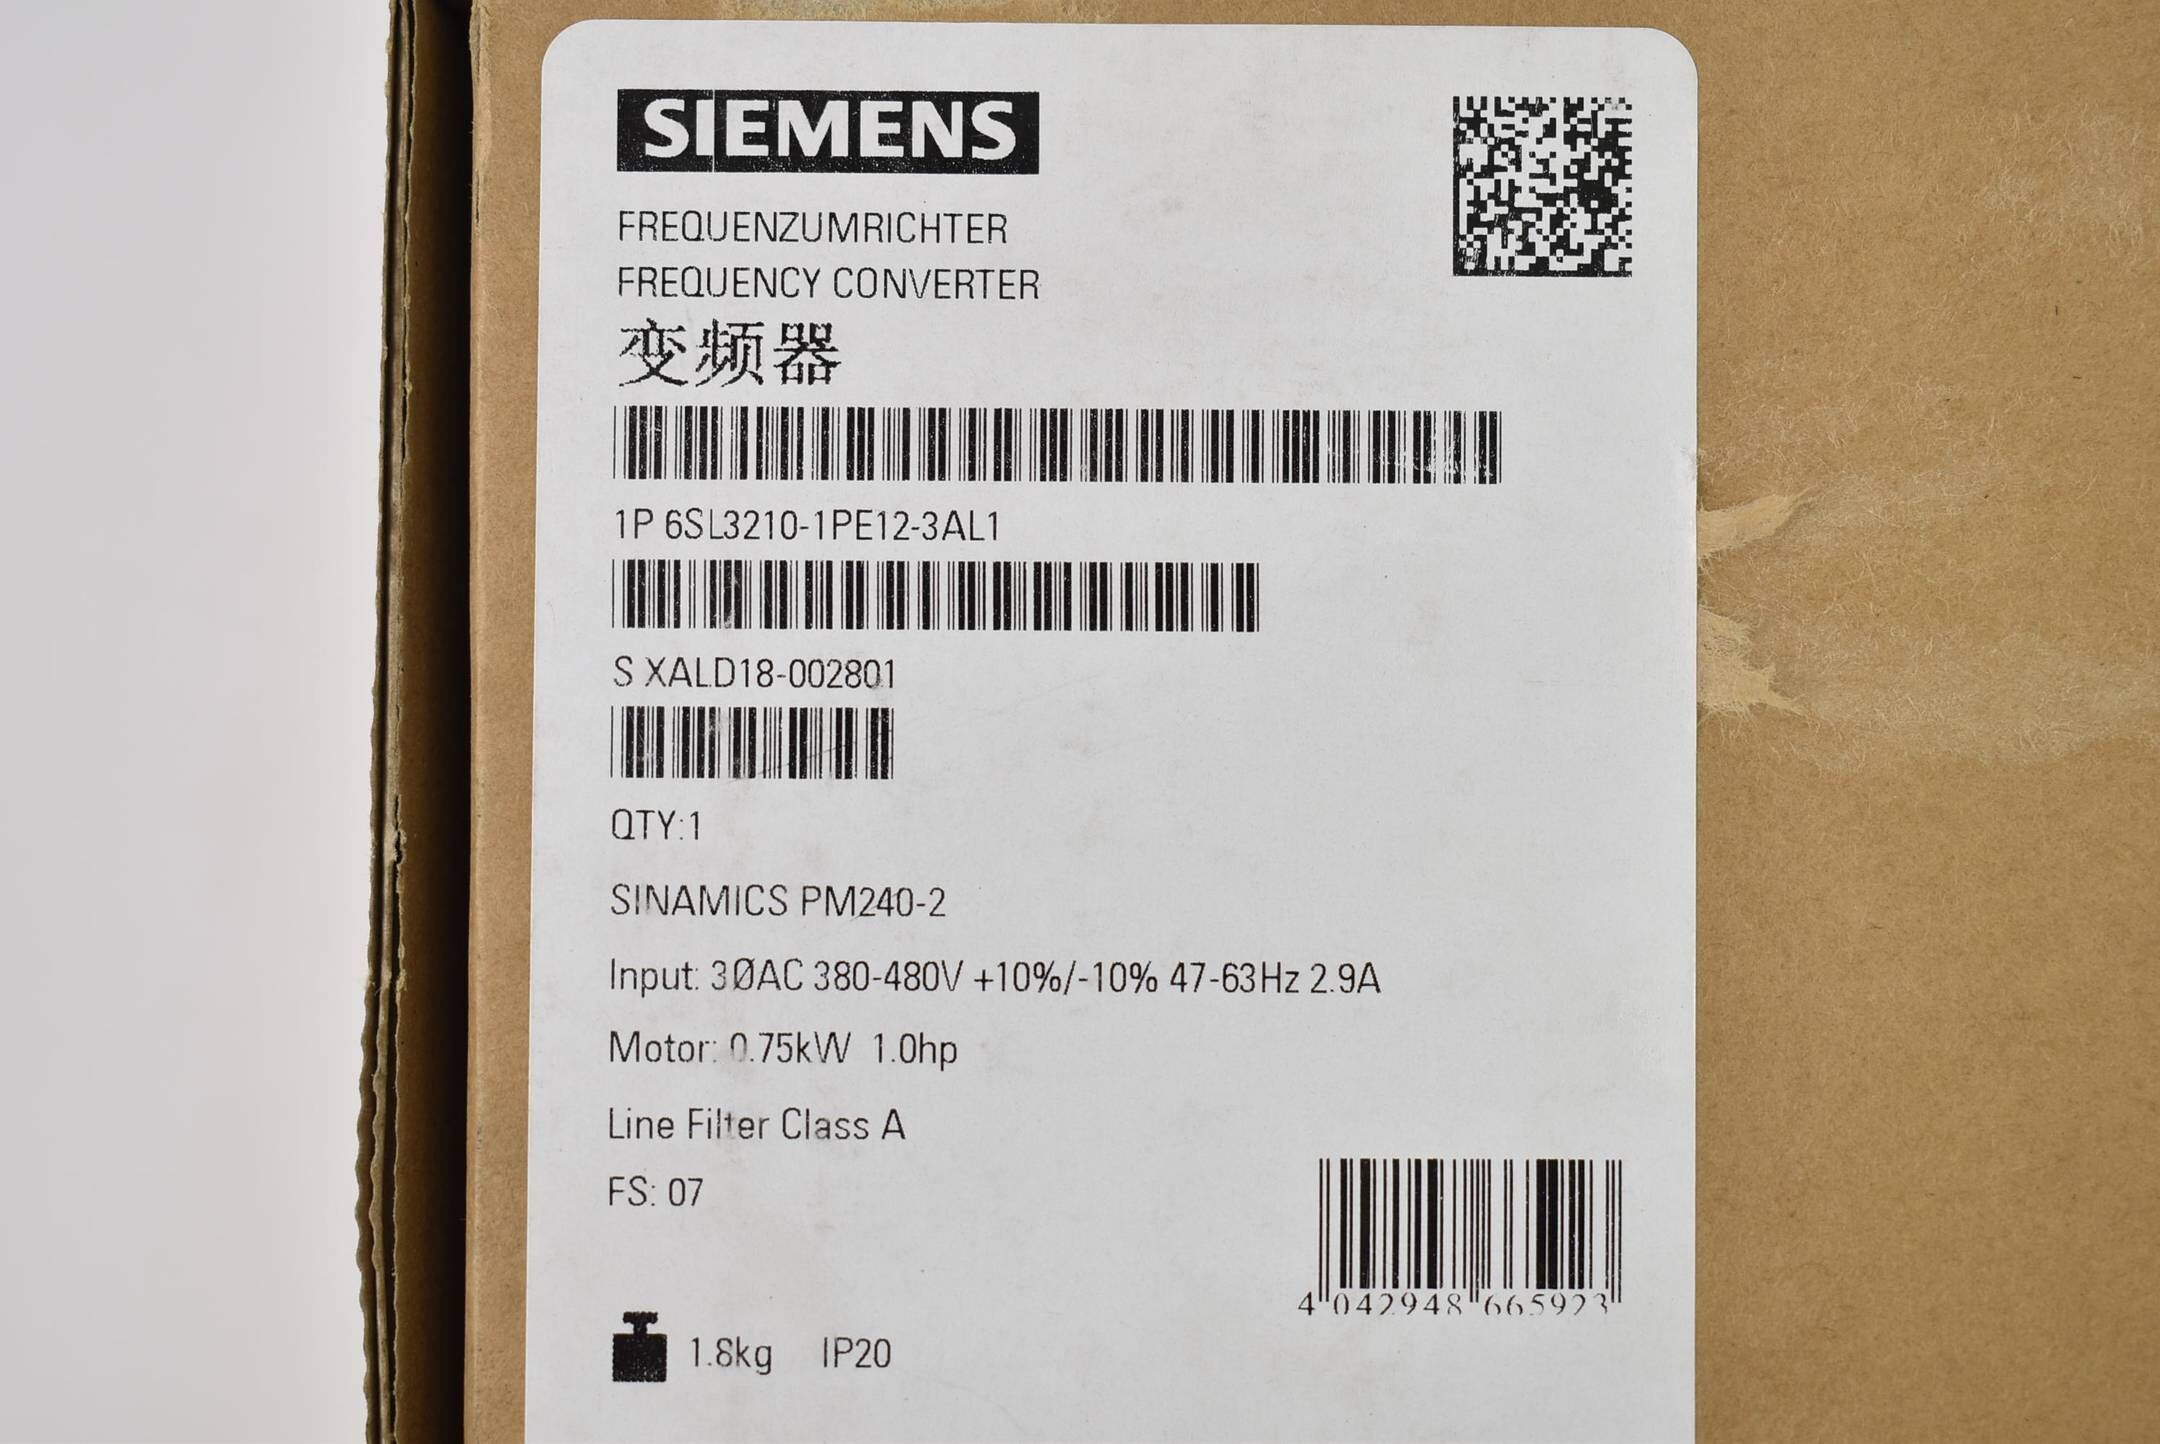 SIEMENS
FREQUENZUMRICHTER
FREQUENCY CONVERTER
变频器
1P 6SL3210-1PE12-3AL1
S XALD18-002801
QTY:1
SINAMICS PM240-2
Input: 3ØAC 380-480V +10%/-10% 47-63Hz 2.9A
Motor: 0.75kW 1.0hp
Line Filter Class A
FS: 07
4 042948 665923
1.8kg IP20